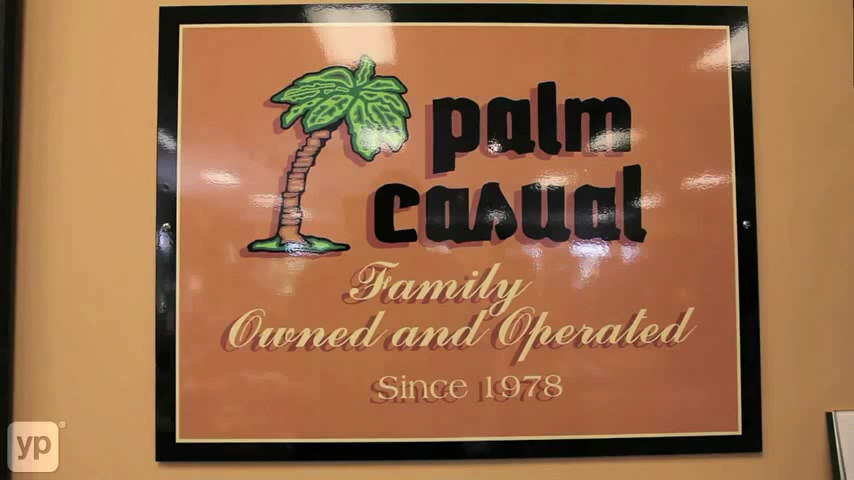 palm
casual
Family
Owned and Operated
Since 1978
yp®